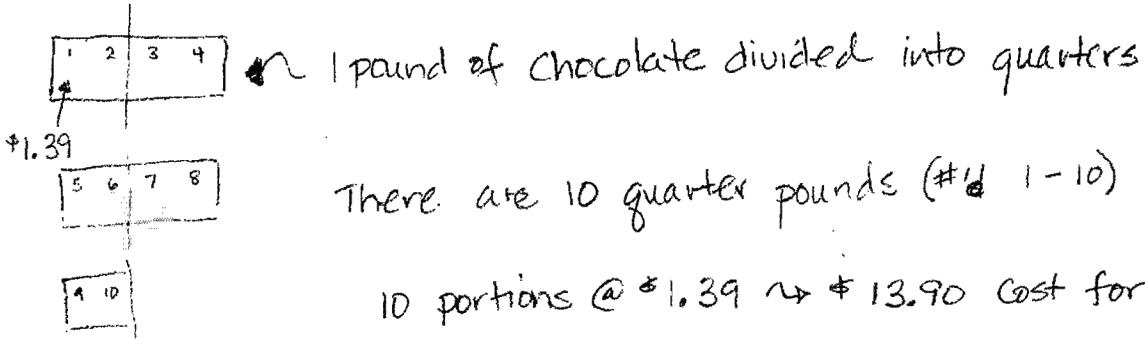 1 2 3 4 1 pound of chocolate divided into quarters
$1.39
5 6 7 8 There are 10 quarter pounds (#'d 1-10)
9 10 10 portions @ $1.39 ↝ $13.90 cost for